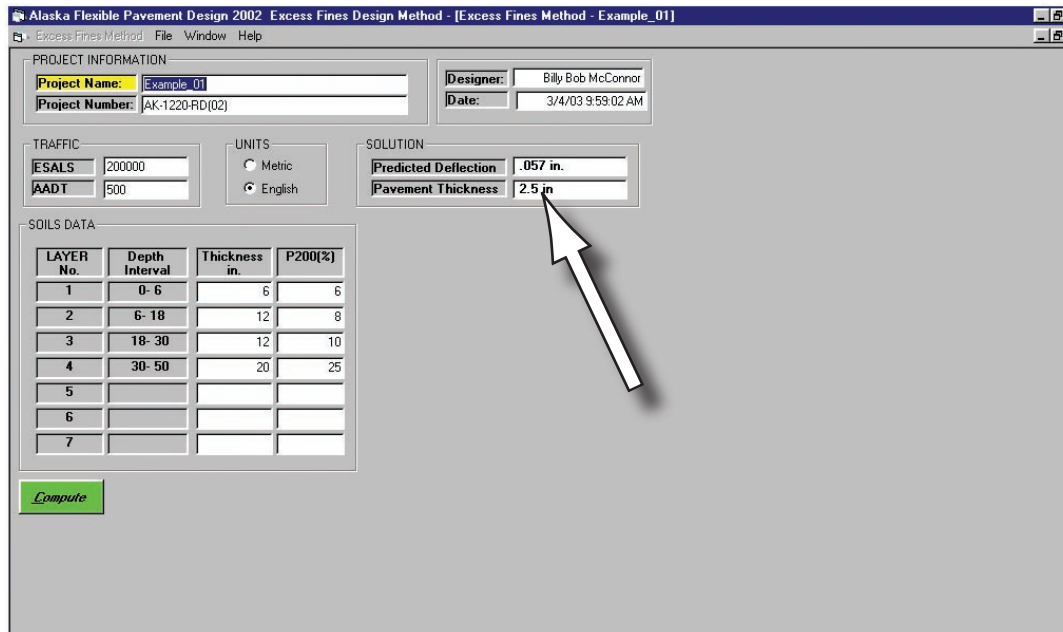 Alaska Flexible Pavement Design 2002 Excess Fines Design Method - [Excess Fines Method - Example_01]
Excess Fines Method File Window Help
PROJECT INFORMATION
Project Name: Example_01
Project Number: AK-1220-RD(02)
Designer: Billy Bob McConnor
Date: 3/4/03 9:59:02 AM
TRAFFIC
ESALS 200000
AADT 500
UNITS
Metric
English
SOLUTION
Predicted Deflection .057 in.
Pavement Thickness 2.5 in
SOILS DATA
LAYER No. Depth Interval Thickness in. P200(%)
1 0- 6 6 6
2 6- 18 12 8
3 18- 30 12 10
4 30- 50 20 25
5
6
7
Compute